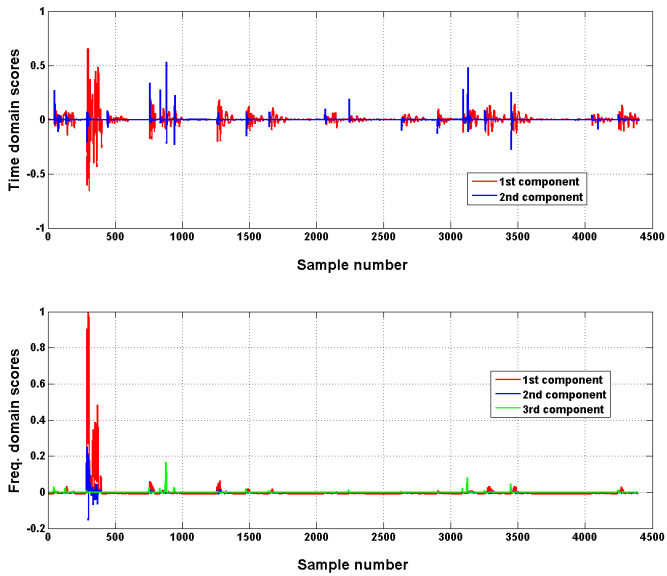 1
0.5
0
-0.5
-1
Time domain scores
1st component
2nd component
0 500 1000 1500 2000 2500 3000 3500 4000 4500
Sample number
1
0.8
0.6
0.4
0.2
0
-0.2
Freq. domain scores
1st component
2nd component
3rd component
0 500 1000 1500 2000 2500 3000 3500 4000 4500
Sample number